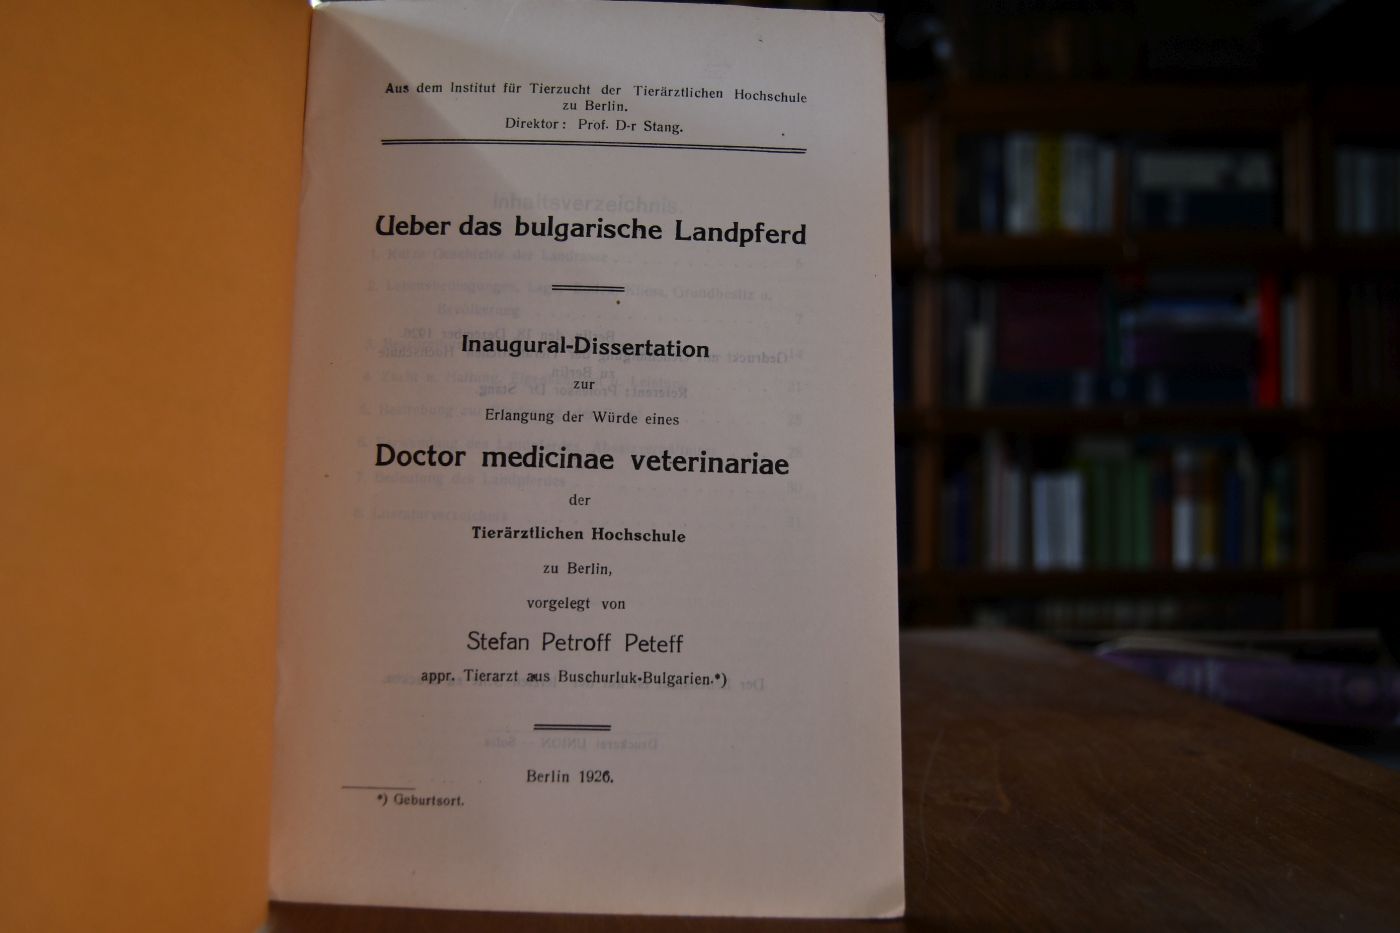 Aus dem Institut für Tierzucht der Tierärztlichen Hochschule
zu Berlin.
Direktor: Prof. D-r Stang.
Ueber das bulgarische Landpferd
Inaugural-Dissertation
zur
Erlangung der Würde eines
Doctor medicinae veterinariae
der
Tierärztlichen Hochschule
zu Berlin,
vorgelegt von
Stefan Petroff Peteff
appr. Tierarzt aus Buschurluk-Bulgarien.*)
Berlin 1926.
*) Geburtsort.